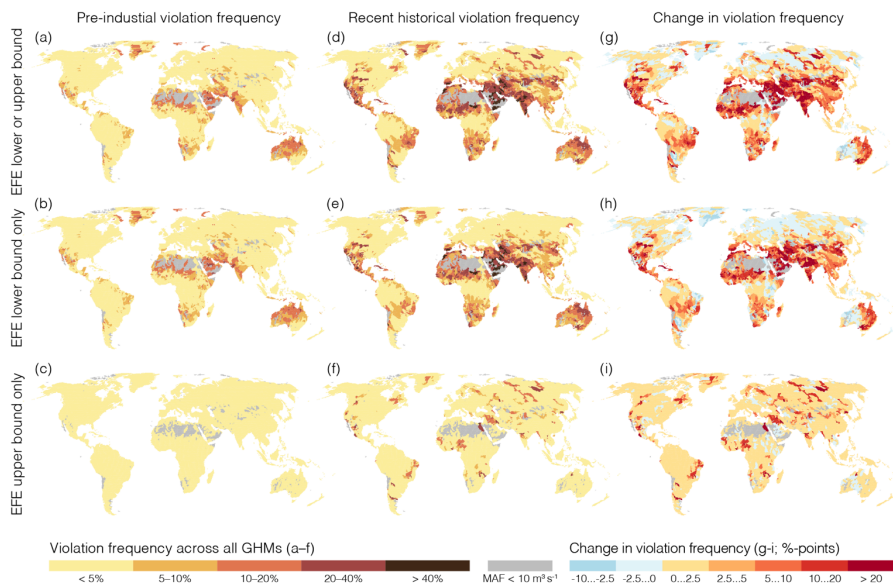 Pre-industial violation frequency
Recent historical violation frequency
Change in violation frequency
EFE lower or upper bound
(a)
(d)
(g)
EFE lower bound only
(b)
(e)
(h)
EFE upper bound only
(c)
(f)
(i)
Violation frequency across all GHMs (a–f)
Change in violation frequency (g-i; %-points)
< 5%
5–10%
10–20%
20–40%
> 40%
MAF < 10 m³ s⁻¹
-10...-2.5
-2.5...0
0...2.5
2.5...5
5...10
10...20
> 20